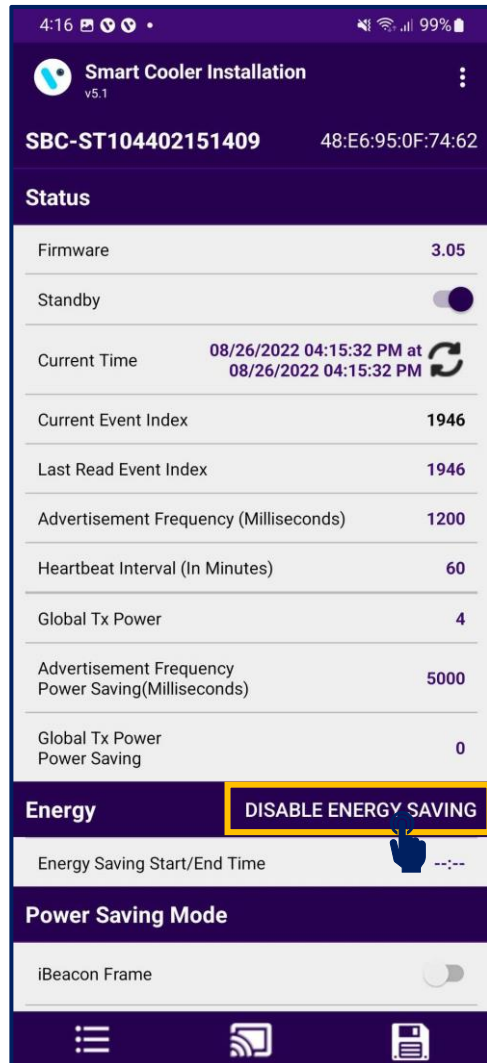 4:16 99%
Smart Cooler Installation
v5.1
SBC-ST104402151409 48:E6:95:0F:74:62
Status
Firmware 3.05
Standby
Current Time 08/26/2022 04:15:32 PM at
08/26/2022 04:15:32 PM
Current Event Index 1946
Last Read Event Index 1946
Advertisement Frequency (Milliseconds) 1200
Heartbeat Interval (In Minutes) 60
Global Tx Power 4
Advertisement Frequency
Power Saving(Milliseconds) 5000
Global Tx Power
Power Saving 0
Energy DISABLE ENERGY SAVING
Energy Saving Start/End Time --:--
Power Saving Mode
iBeacon Frame